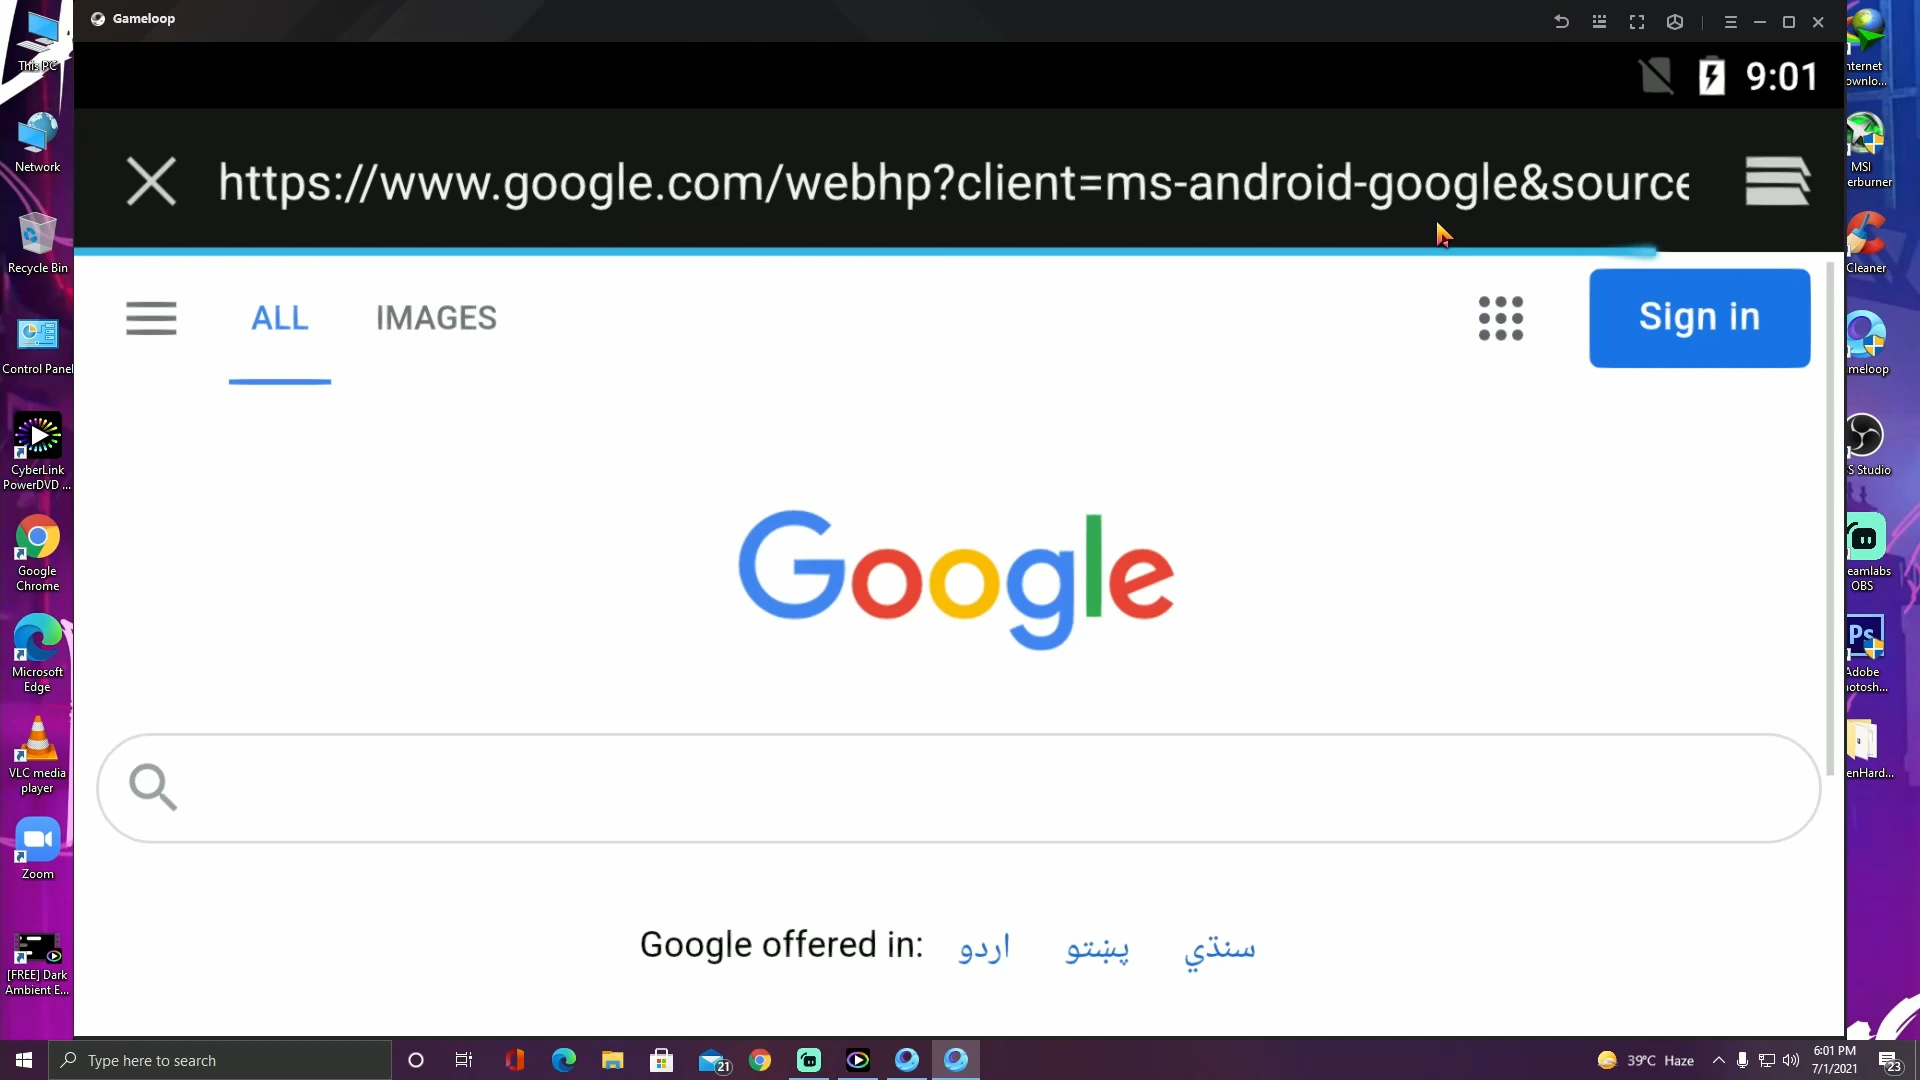 Gameloop
9:01
https://www.google.com/webhp?client=ms-android-google&source
ALL
IMAGES
Sign in
Google
Google offered in:
اردو
پښتو
سنڌي
This PC
Network
Recycle Bin
Control Panel
CyberLink
PowerDVD ...
Google
Chrome
Microsoft
Edge
VLC media
player
Zoom
[FREE] Dark
Ambient E...
nternet
ownlo...
MSI
erburner
Cleaner
meloop
S Studio
eamlabs
OBS
Ps
Adobe
otosh...
enHard...
Type here to search
21
39°C Haze
6:01 PM
7/1/2021
23